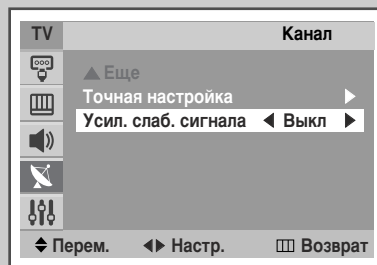 TV Канал
▲ Еще
Точная настройка ▶
Усил. слаб. сигнала ◀ Выкл ▶
Перем. Настр. Возврат